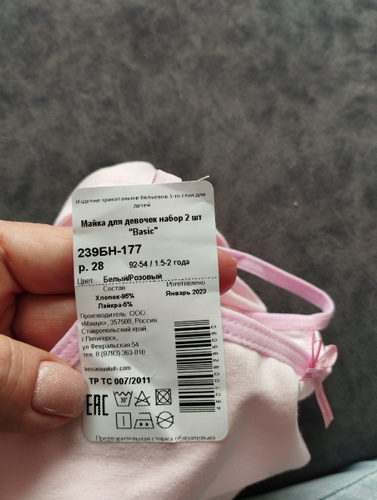 Изделие трикотажное бельевое 1-го слоя для
детей
Майка для девочек набор 2 шт
"Basic"
239БН-177
р. 28 92-54 / 1.5-2 года
Цвет Белый/Розовый
Состав Изготовлено
Хлопок-95% Январь 2023
Лайкра-5%
Производитель ООО
«Машук», 357500, Россия,
Ставропольский край,
г.Пятигорск,
ул Февральская 54
тел. 8 (8793) 363-010
ТР ТС 007/2011
EAC 30°
Предварительная стирка обязательна